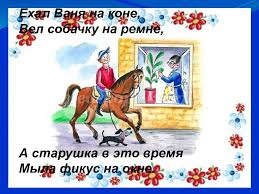 Ехал Ваня на коне,
Вел собачку на ремне,
А старушка в это время
Мыла фикус на окне.